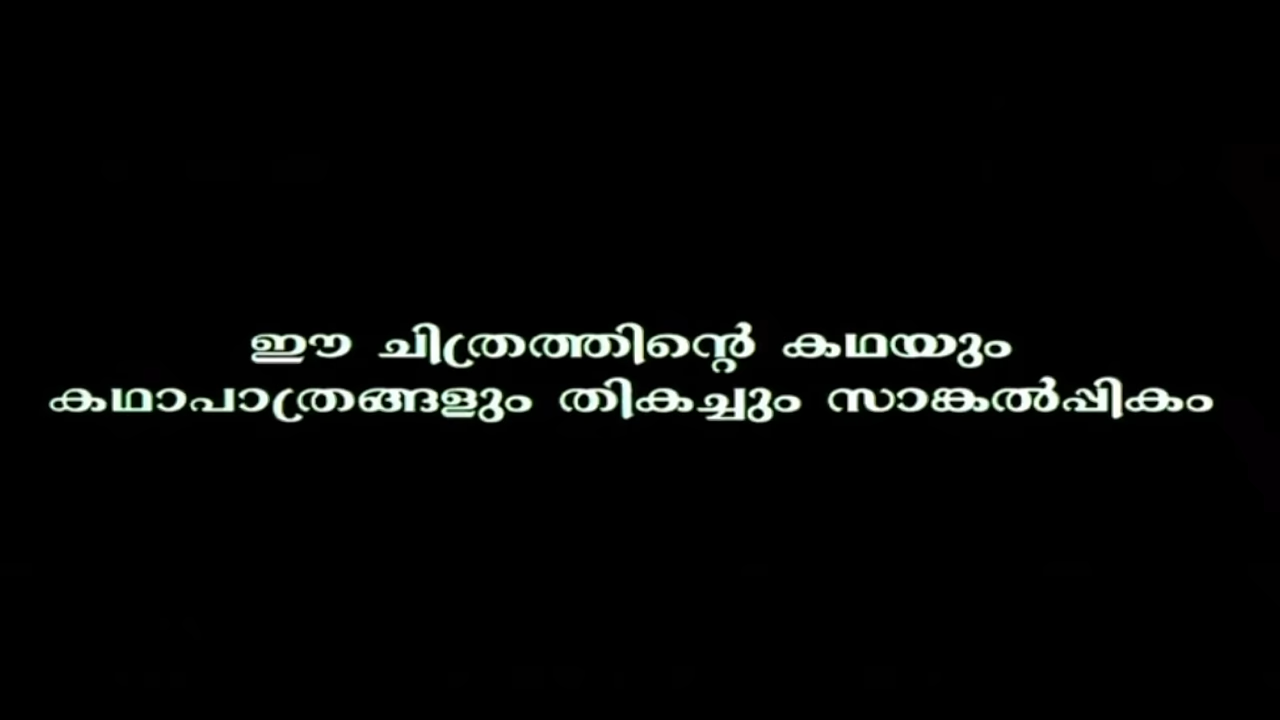 ഈ ചിത്രത്തിന്റെ കഥയും
കഥാപാത്രങ്ങളും തികച്ചും സാങ്കൽപ്പികം